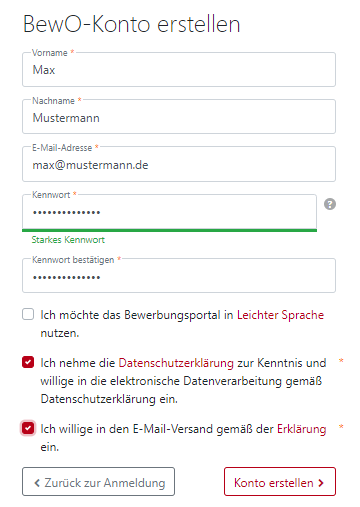 BewO-Konto erstellen
Vorname *
Max
Nachname *
Mustermann
E-Mail-Adresse *
max@mustermann.de
Kennwort *
••••••••••••••
Starkes Kennwort
Kennwort bestätigen *
••••••••••••••
Ich möchte das Bewerbungsportal in Leichter Sprache
nutzen.
Ich nehme die Datenschutzerklärung zur Kenntnis und *
willige in die elektronische Datenverarbeitung gemäß
Datenschutzerklärung ein.
Ich willige in den E-Mail-Versand gemäß der Erklärung *
ein.
Zurück zur Anmeldung
Konto erstellen